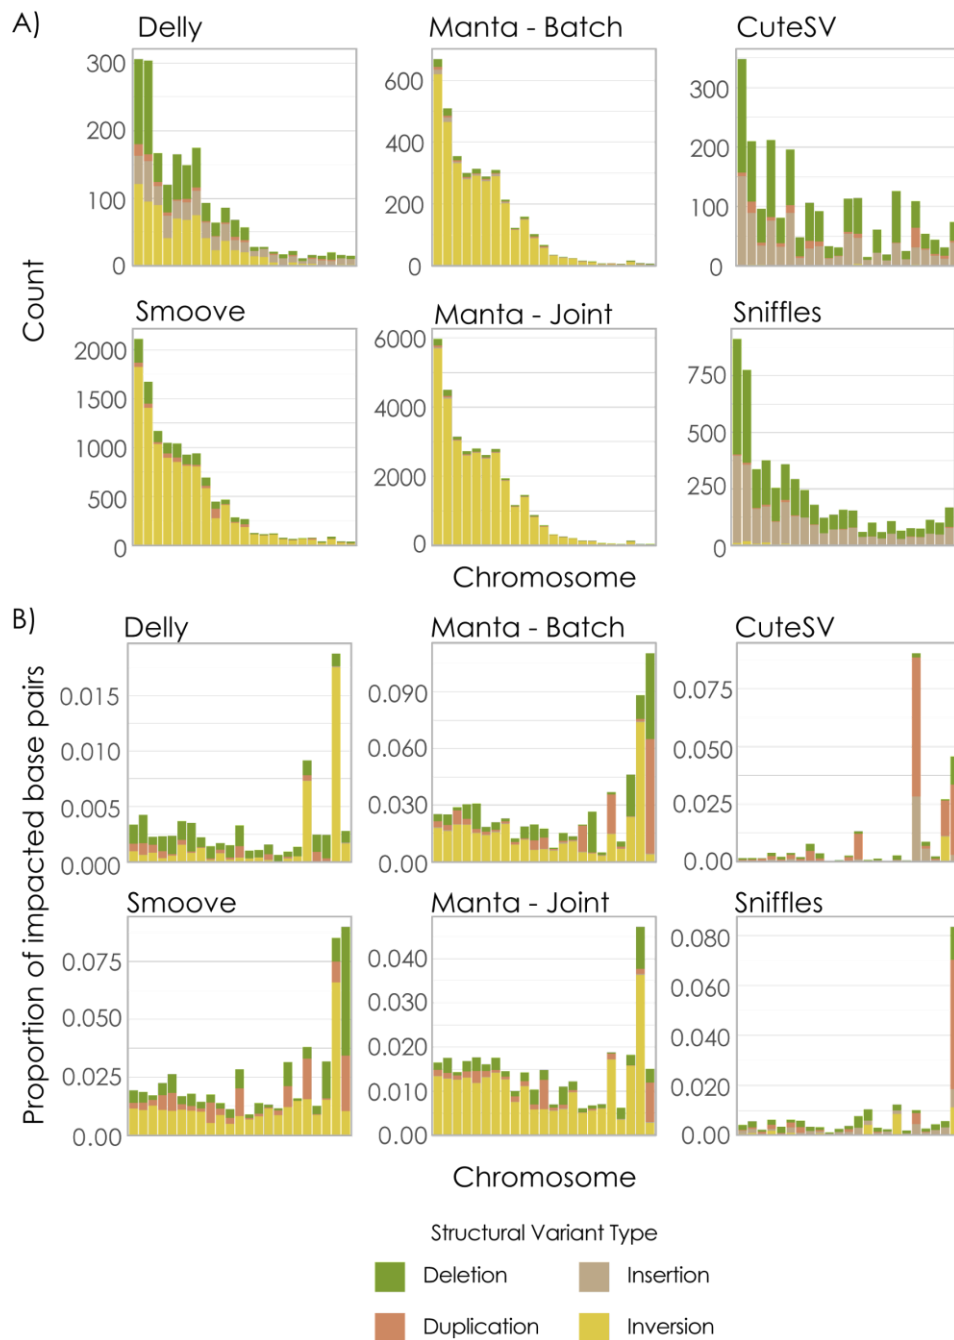 A)
Delly
Manta - Batch
CuteSV
300
200
100
0
600
400
200
0
300
200
100
0
Count
Smoove
Manta - Joint
Sniffles
2000
1500
1000
500
0
6000
4000
2000
0
750
500
250
0
Chromosome
B)
Delly
Manta - Batch
CuteSV
0.015
0.010
0.005
0.000
0.090
0.060
0.030
0.00
0.075
0.050
0.025
0.00
Proportion of impacted base pairs
Smoove
Manta - Joint
Sniffles
0.075
0.050
0.025
0.00
0.040
0.030
0.020
0.010
0.00
0.080
0.060
0.040
0.020
0.00
Chromosome
Structural Variant Type
Deletion
Insertion
Duplication
Inversion